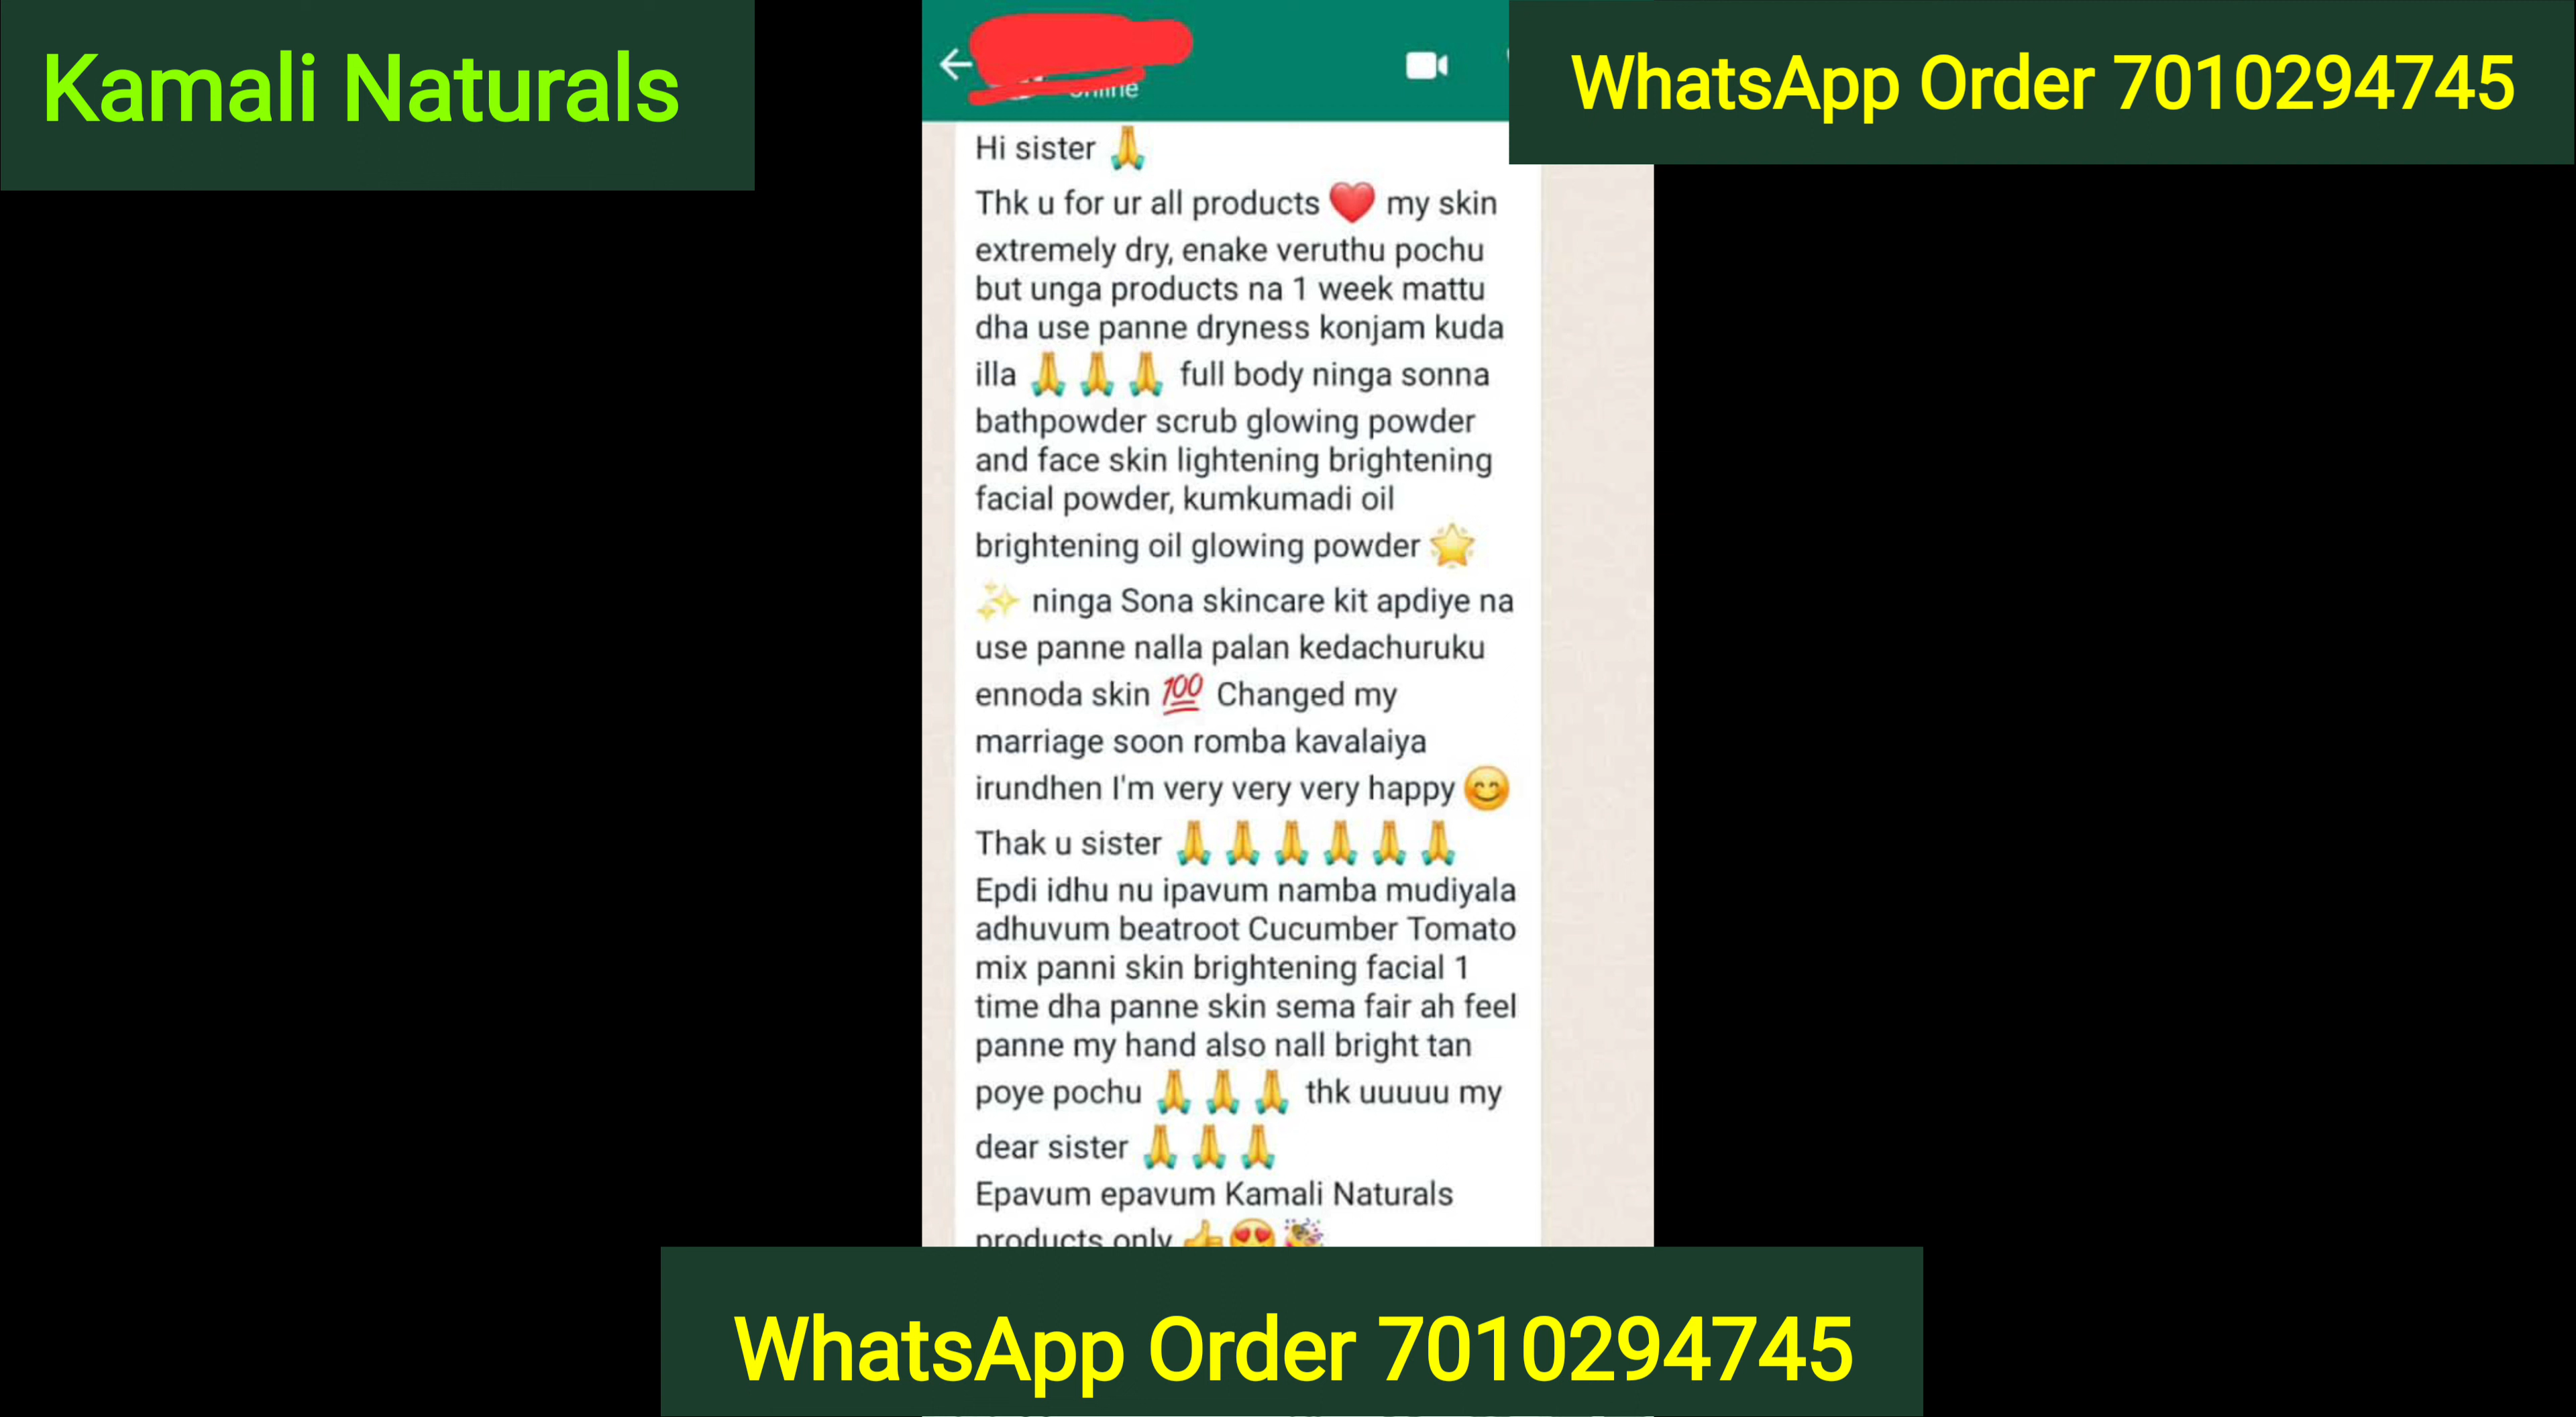 Kamali Naturals
WhatsApp Order 7010294745
Hi sister 🙏
Thk u for ur all products ❤️ my skin
extremely dry, enake veruthu pochu
but unga products na 1 week mattu
dha use panne dryness konjam kuda
illa 🙏🙏🙏 full body ninga sonna
bathpowder scrub glowing powder
and face skin lightening brightening
facial powder, kumkumadi oil
brightening oil glowing powder 🌟
✨ ninga Sona skincare kit apdiye na
use panne nalla palan kedachuruku
ennoda skin 💯 Changed my
marriage soon romba kavalaiya
irundhen I'm very very very happy 😊
Thak u sister 🙏🙏🙏🙏🙏🙏
Epdi idhu nu ipavum namba mudiyala
adhuvum beatroot Cucumber Tomato
mix panni skin brightening facial 1
time dha panne skin sema fair ah feel
panne my hand also nall bright tan
poye pochu 🙏🙏🙏 thk uuuuu my
dear sister 🙏🙏🙏
Epavum epavum Kamali Naturals
products only 👍😍🎉
WhatsApp Order 7010294745